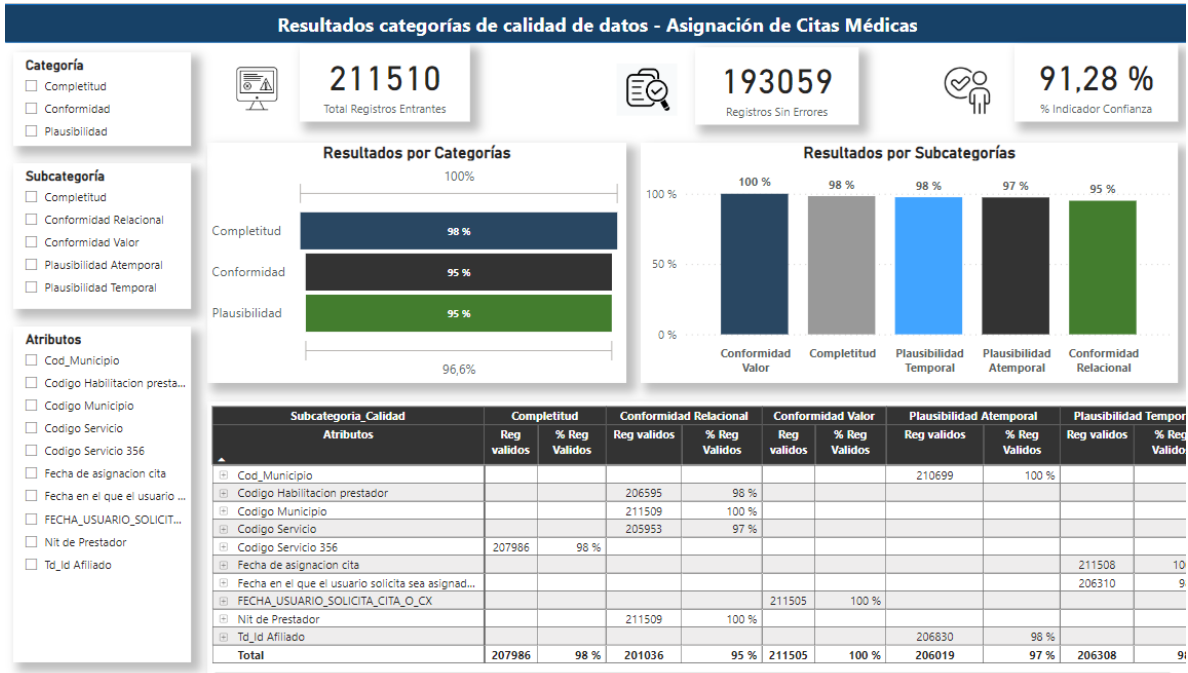 Resultados categorías de calidad de datos - Asignación de Citas Médicas
Categoría
Completitud
Conformidad
Plausibilidad
211510
Total Registros Entrantes
193059
Registros Sin Errores
91,28 %
% Indicador Confianza
Subcategoría
Completitud
Conformidad Relacional
Conformidad Valor
Plausibilidad Atemporal
Plausibilidad Temporal
Atributos
Cod_Municipio
Codigo Habilitacion presta...
Codigo Municipio
Codigo Servicio
Codigo Servicio 356
Fecha de asignacion cita
Fecha en el que el usuario ...
FECHA_USUARIO_SOLICIT...
Nit de Prestador
Td_Id Afiliado
Resultados por Categorías
100%
Completitud 98 %
Conformidad 95 %
Plausibilidad 95 %
96,6%
Resultados por Subcategorías
100 %
50 %
0 %
100 % 98 % 98 % 97 % 95 %
Conformidad Valor Completitud Plausibilidad Temporal Plausibilidad Atemporal Conformidad Relacional
Subcategoria_Calidad Completitud Conformidad Relacional Conformidad Valor Plausibilidad Atemporal Plausibilidad Tempor
Atributos Reg validos % Reg Validos Reg validos % Reg Validos Reg validos % Reg Validos Reg validos % Reg Validos Reg validos % Reg Validos
Cod_Municipio 210699 100 %
Codigo Habilitacion prestador 206595 98 %
Codigo Municipio 211509 100 %
Codigo Servicio 205953 97 %
Codigo Servicio 356 207986 98 %
Fecha de asignacion cita 211508 10
Fecha en el que el usuario solicita sea asignad... 206310 9
FECHA_USUARIO_SOLICITA_CITA_O_CX 211505 100 %
Nit de Prestador 211509 100 %
Td_Id Afiliado 206830 98 %
Total 207986 98 % 201036 95 % 211505 100 % 206019 97 % 206308 98